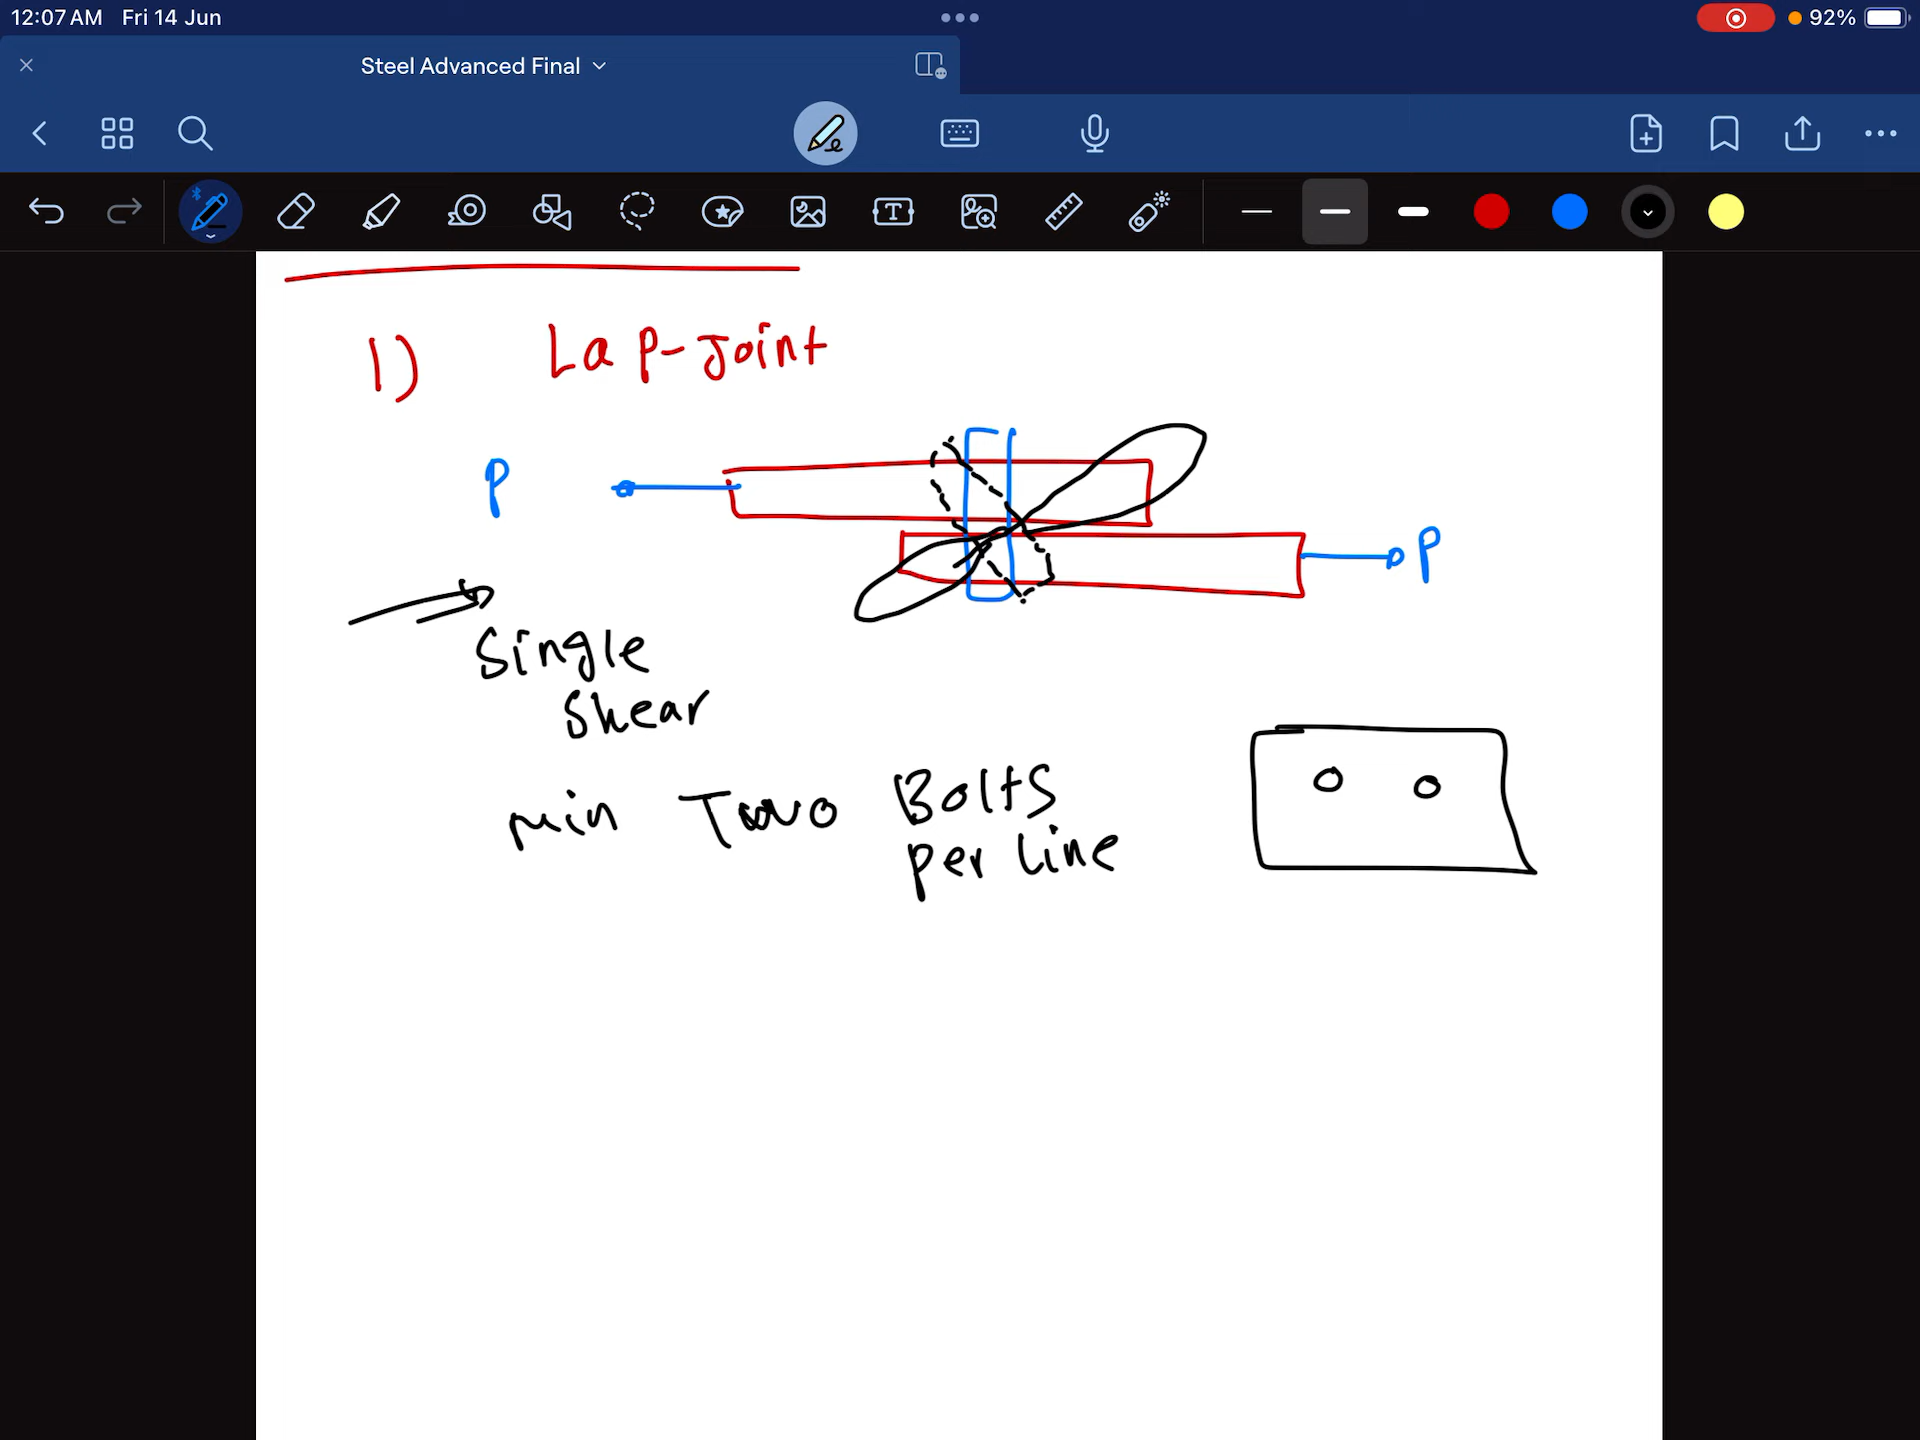 12:07 AM Fri 14 Jun
92%
Steel Advanced Final
1) Lap-Joint
P
P
Single
Shear
min Two Bolts
per Line